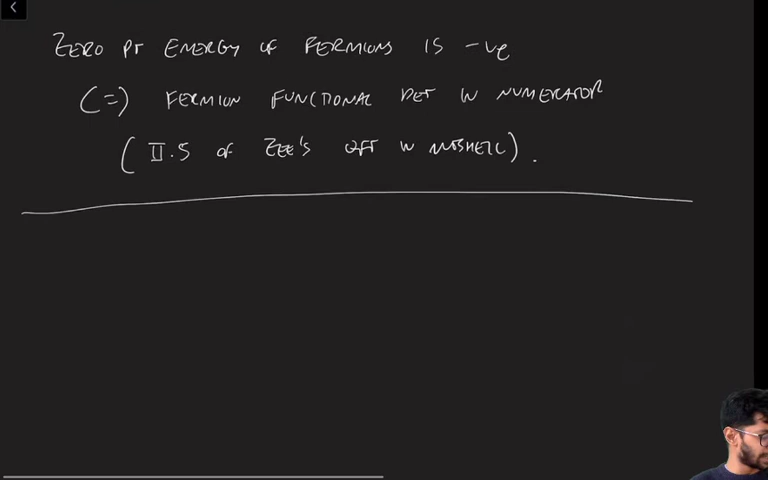 ZERO PT ENERGY OF FERMIONS IS -ve
(=) FERMION FUNCTIONAL DET IN NUMERATOR
(II.5 OF ZEE'S QFT IN NUTSHELL).